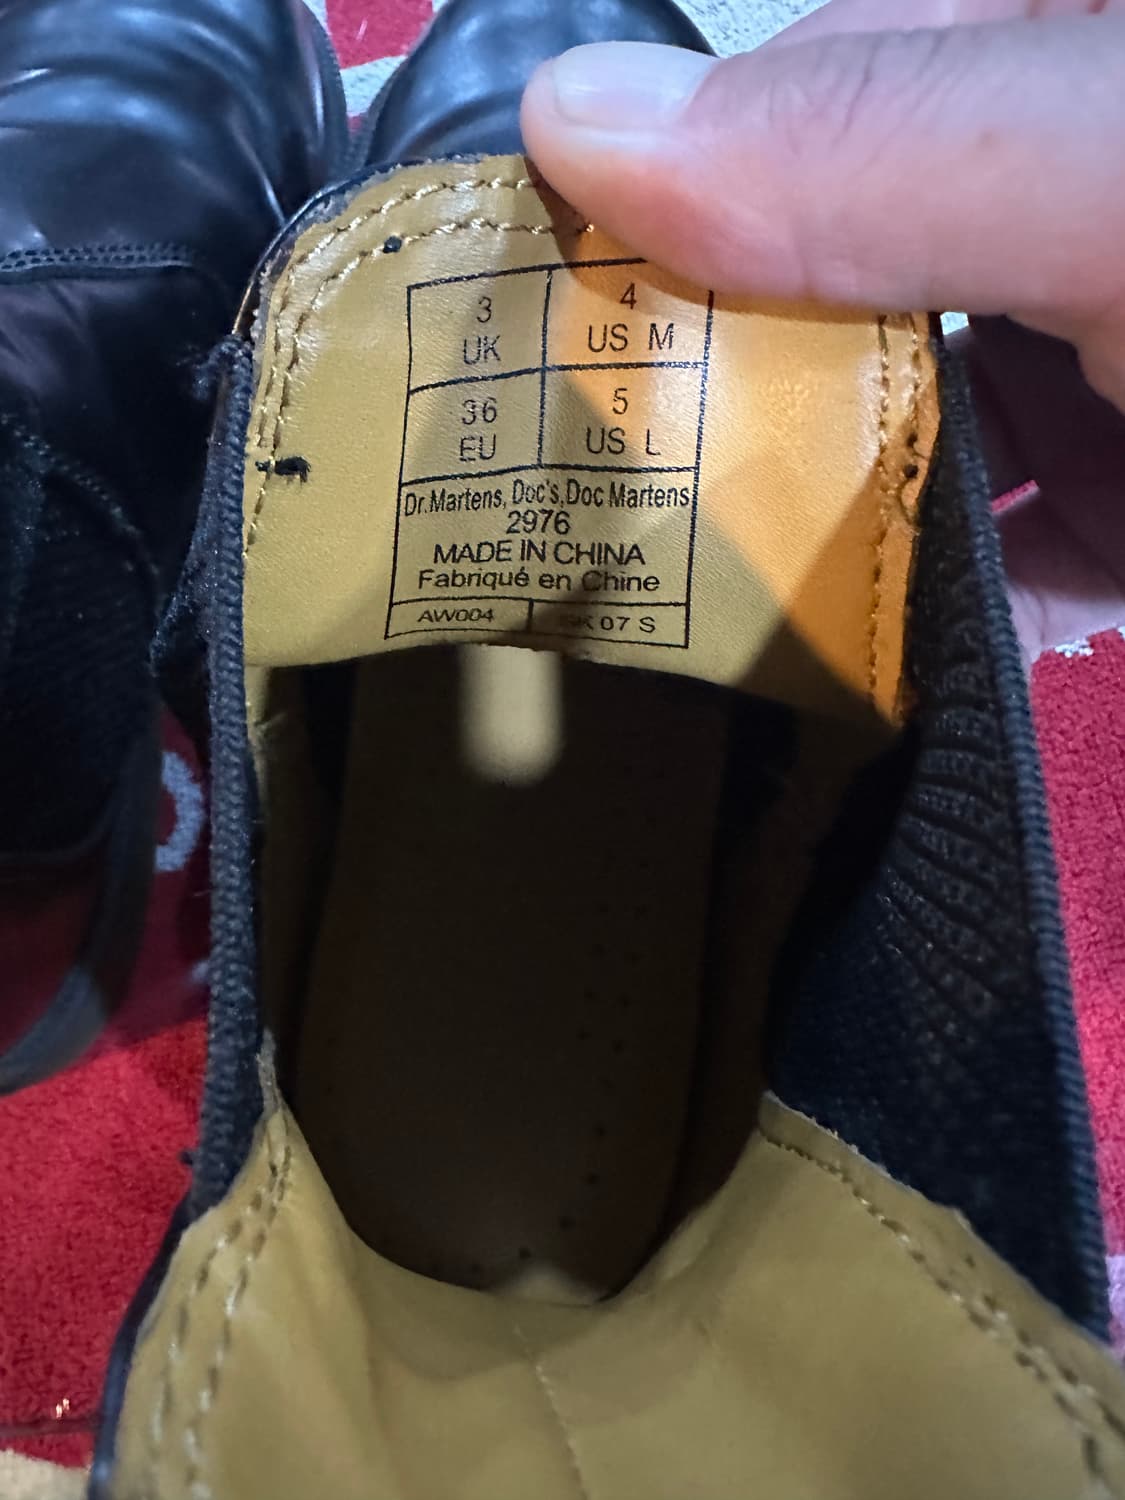 3 UK
4 US M
36 EU
5 US L
Dr.Martens, Doc's,Doc Martens
2976
MADE IN CHINA
Fabriqué en Chine
AW004
07 S